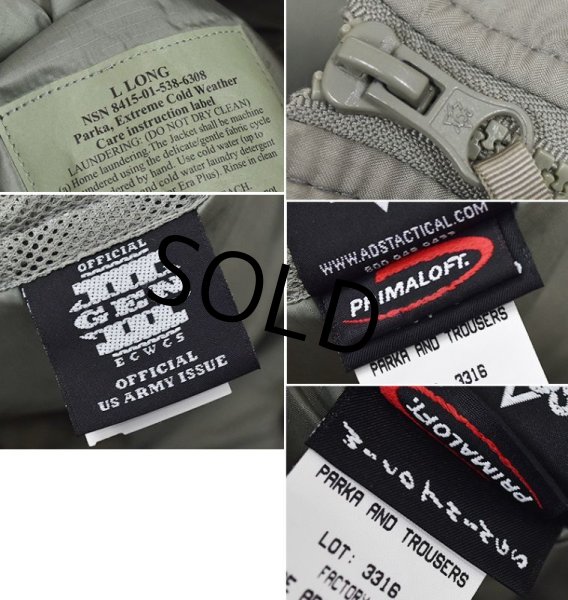 L LONG
NSN 8415-01-538-6308
Parka, Extreme Cold Weather
Care instruction label
LAUNDERING: (DO NOT DRY CLEAN)
(a) Home laundering. The Jacket shall be machine
laundered using the delicate/gentle fabric cycle
by hand. Use cold water (up to
cold water laundry detergent
Era Plus). Rinse in clean
OFFICIAL
GEN
III
ECWCS
OFFICIAL
US ARMY ISSUE
WWW.ADSTACTICAL.COM
PRIMALOFT.
PARKA AND TROUSERS
3316
PRIMALOFT.
PARKA AND TROUSERS
LOT: 3316
FACTORY
SOLD